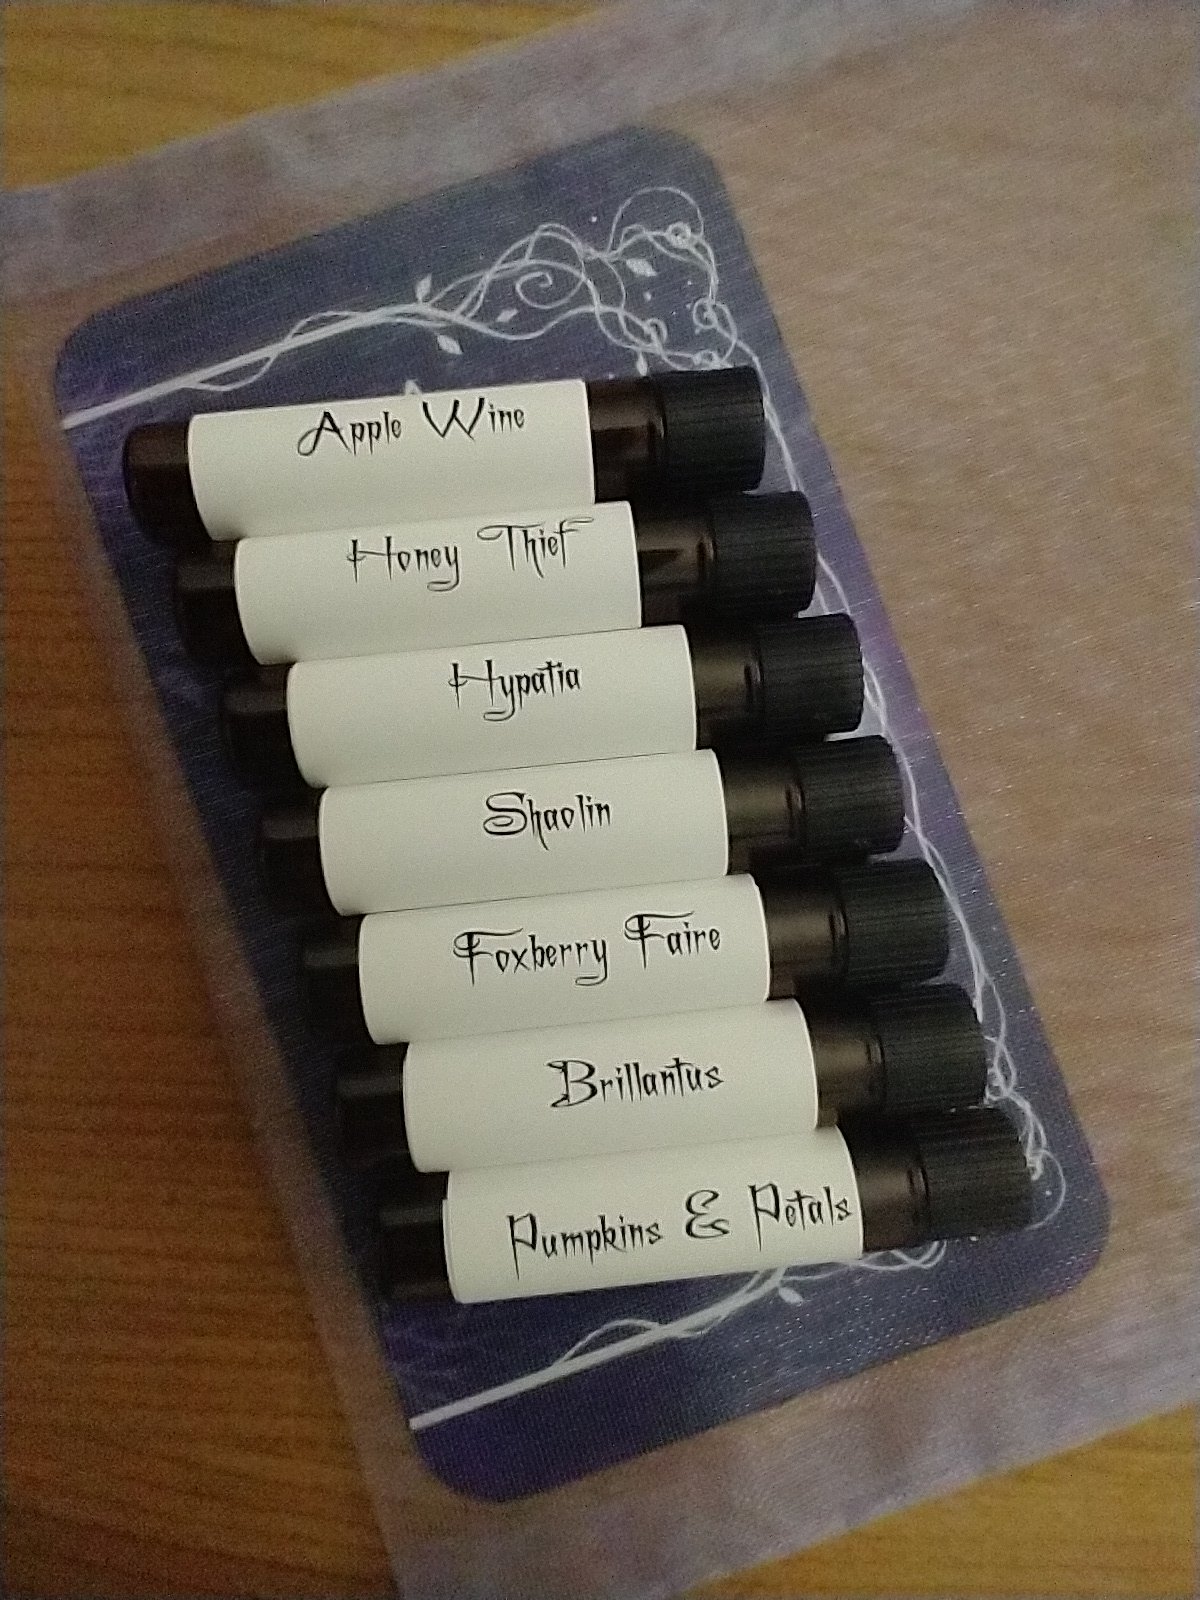 Apple Wine
Honey Thief
Hypatia
Shaolin
Foxberry Faire
Brillantus
Pumpkins & Petals